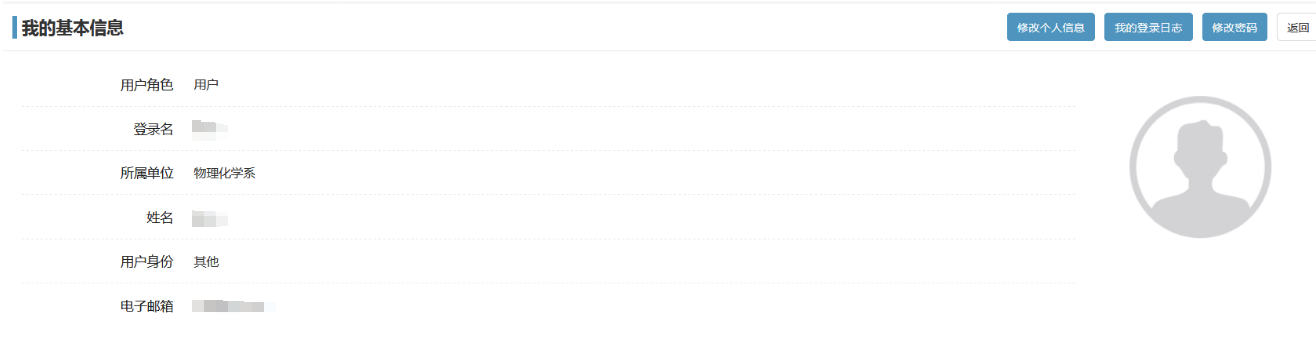 我的基本信息 修改个人信息 我的登录日志 修改密码 返回
用户角色 用户
登录名
所属单位 物理化学系
姓名
用户身份 其他
电子邮箱